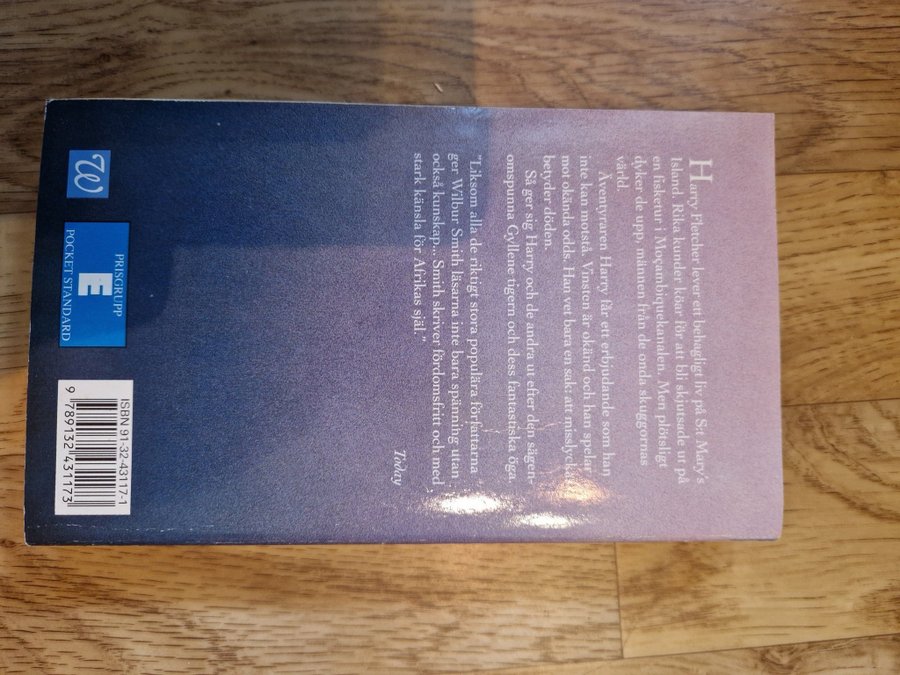 Harry Fletcher lever ett behagligt liv på S:t Mary's
Island. Rika kunder lönar för att bli skjutsade ut på
en fisketur i Moçambiquekanalen. Men plötsligt
dyker de upp, männen från de onda skuggornas
värld.
Äventyraren Harry får ett erbjudande som han
inte kan motstå. Vinsten är okänd och han spelar
mot okända odds. Han vet bara en sak: att misslyckas
betyder döden.
Så ger sig Harry och de andra ut efter den sägen-
omspunna Gyllene tigern och dess fantastiska öga.
"Liksom alla de riktigt stora populära författarna
ger Wilbur Smith läsarna inte bara spänning utan
också kunskap... Smith skriver fördomsfritt och med
stark känsla för Afrikas själ."
Today
W
PRISGRUPP
E
POCKET STANDARD
ISBN 91-32-43117-1
9 789132 431173